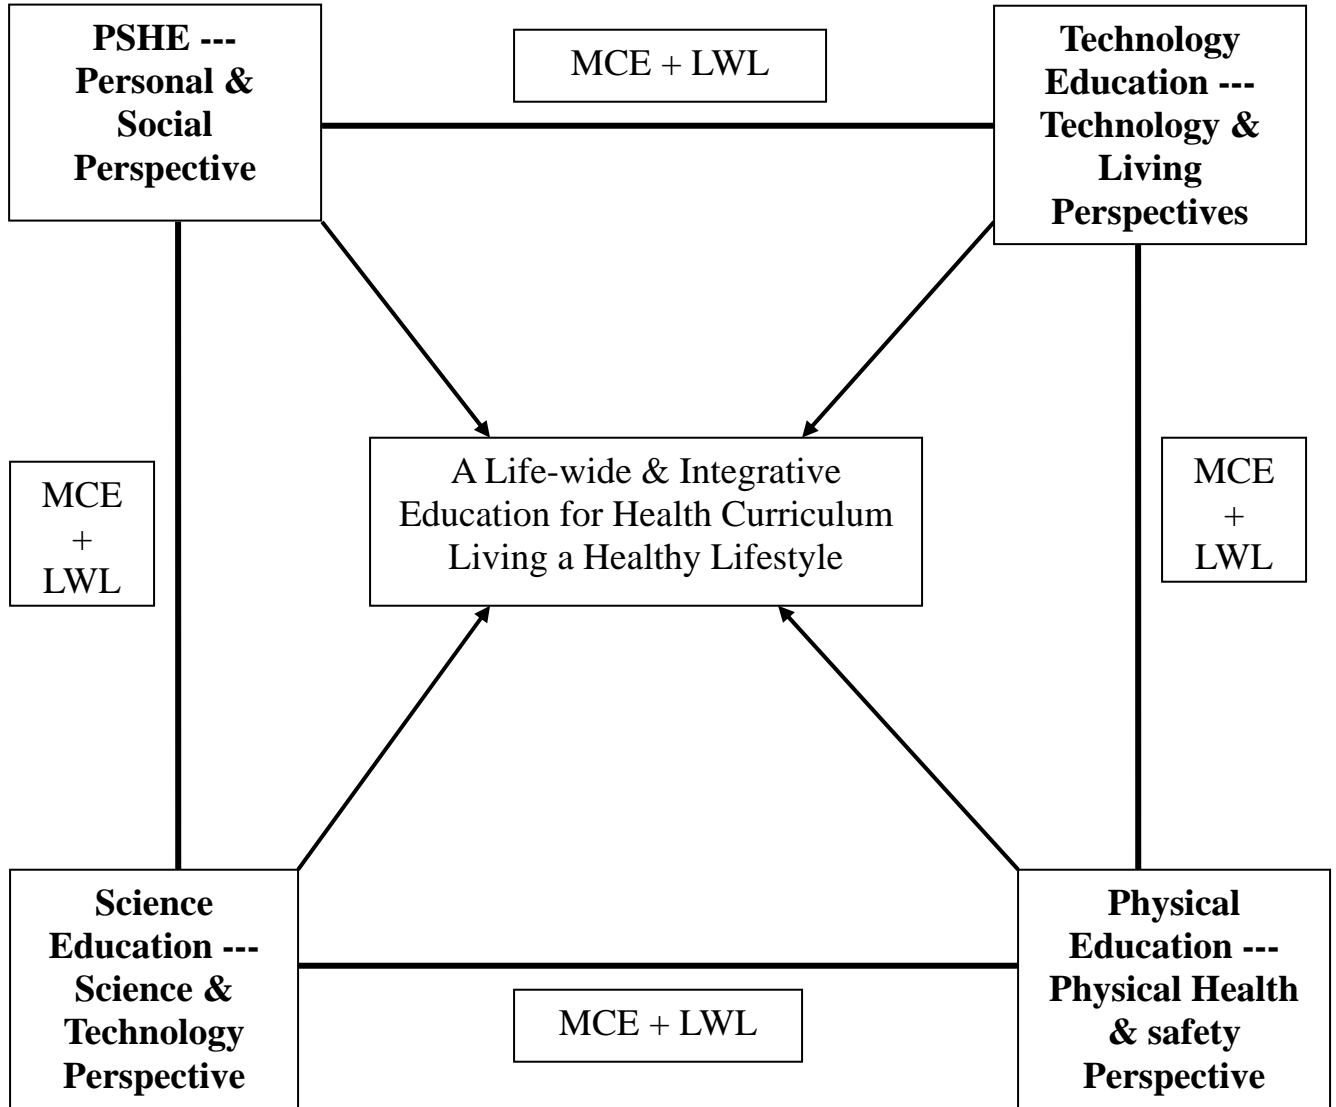 PSHE ---
Personal &
Social
Perspective
MCE + LWL
Technology
Education ---
Technology &
Living
Perspectives
MCE
+
LWL
A Life-wide & Integrative
Education for Health Curriculum
Living a Healthy Lifestyle
MCE
+
LWL
Science
Education ---
Science &
Technology
Perspective
MCE + LWL
Physical
Education ---
Physical Health
& safety
Perspective